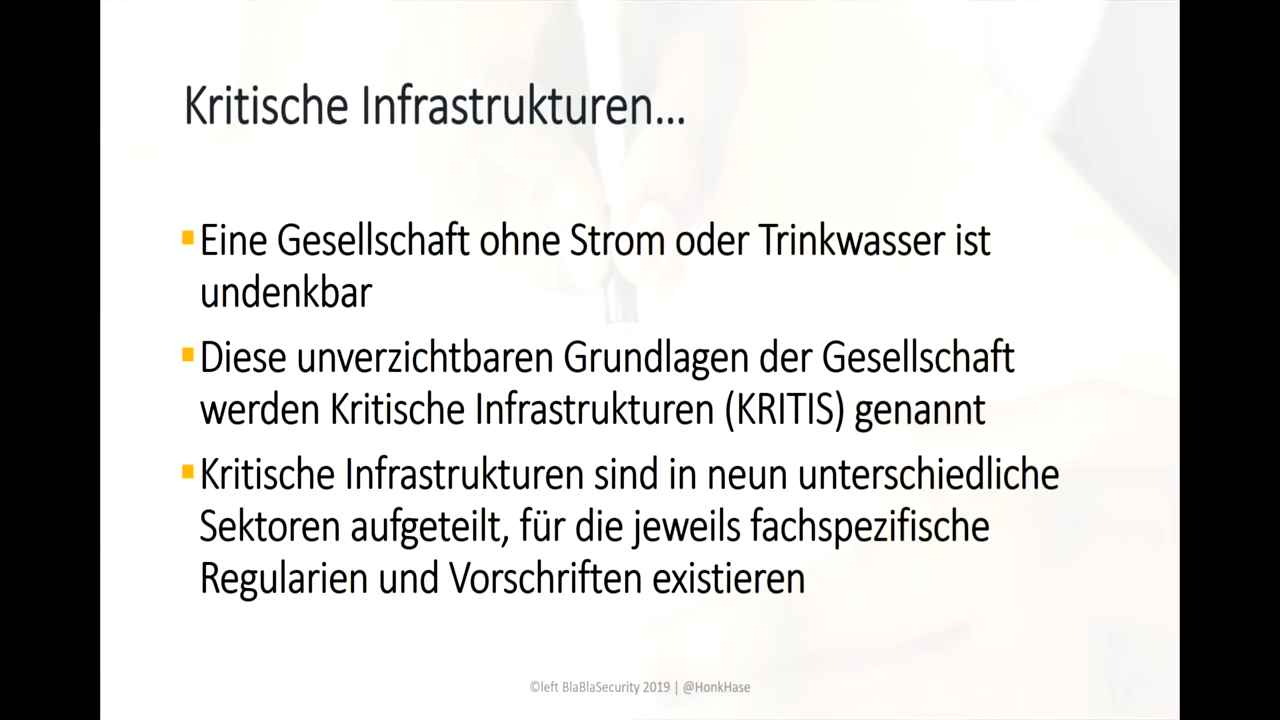 Kritische Infrastrukturen...
Eine Gesellschaft ohne Strom oder Trinkwasser ist
undenkbar
Diese unverzichtbaren Grundlagen der Gesellschaft
werden Kritische Infrastrukturen (KRITIS) genannt
Kritische Infrastrukturen sind in neun unterschiedliche
Sektoren aufgeteilt, für die jeweils fachspezifische
Regularien und Vorschriften existieren
©left BlaBlaSecurity 2019 | @HonkHase